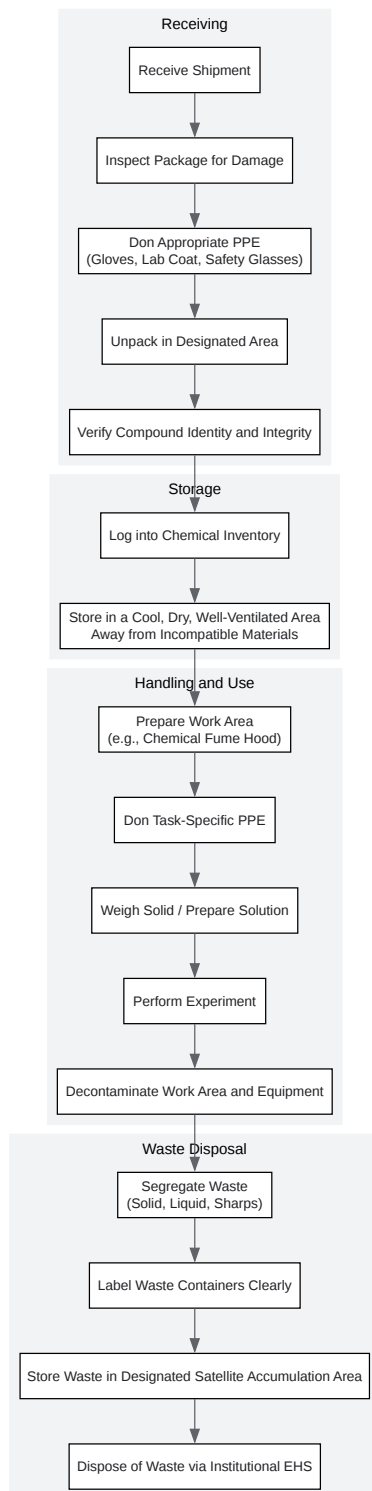 Receiving
Receive Shipment
Inspect Package for Damage
Don Appropriate PPE
(Gloves, Lab Coat, Safety Glasses)
Unpack in Designated Area
Verify Compound Identity and Integrity
Storage
Log into Chemical Inventory
Store in a Cool, Dry, Well-Ventilated Area
Away from Incompatible Materials
Handling and Use
Prepare Work Area
(e.g., Chemical Fume Hood)
Don Task-Specific PPE
Weigh Solid / Prepare Solution
Perform Experiment
Decontaminate Work Area and Equipment
Waste Disposal
Segregate Waste
(Solid, Liquid, Sharps)
Label Waste Containers Clearly
Store Waste in Designated Satellite Accumulation Area
Dispose of Waste via Institutional EHS